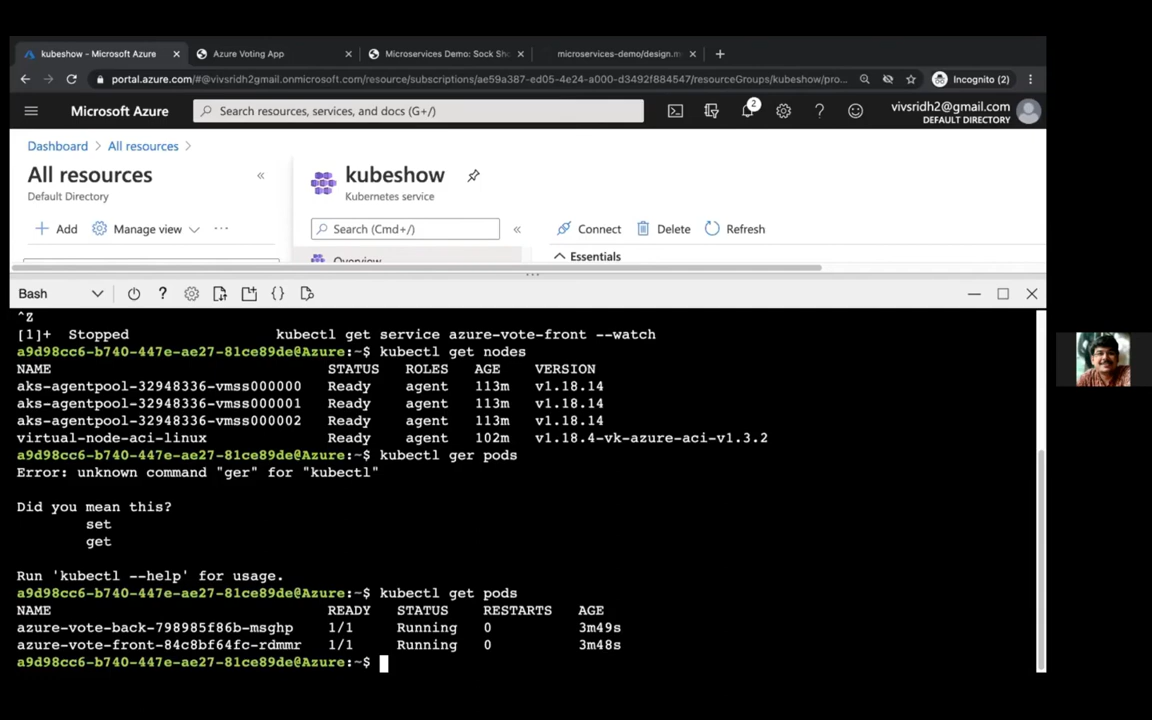 kubeshow - Microsoft Azure
Azure Voting App
Microservices Demo: Sock Sh
microservices-demo/design.m
portal.azure.com/#@vivsridh2gmail.onmicrosoft.com/resource/subscriptions/ae59a387-ed05-4e24-a000-d3492f884547/resourceGroups/kubeshow/pro...
Incognito (2)
Microsoft Azure
Search resources, services, and docs (G+/)
2
vivsridh2@gmail.com
DEFAULT DIRECTORY
Dashboard > All resources >
All resources
Default Directory
kubeshow
Kubernetes service
+ Add
Manage view
...
Search (Cmd+/)
Connect
Delete
Refresh
Overview
Essentials
Bash
^Z
[1]+  Stopped                 kubectl get service azure-vote-front --watch
a9d98cc6-b740-447e-ae27-81ce89de@Azure:~$ kubectl get nodes
NAME                                STATUS   ROLES   AGE    VERSION
aks-agentpool-32948336-vmss000000   Ready    agent   113m   v1.18.14
aks-agentpool-32948336-vmss000001   Ready    agent   113m   v1.18.14
aks-agentpool-32948336-vmss000002   Ready    agent   113m   v1.18.14
virtual-node-aci-linux              Ready    agent   102m   v1.18.4-vk-azure-aci-v1.3.2
a9d98cc6-b740-447e-ae27-81ce89de@Azure:~$ kubectl ger pods
Error: unknown command "ger" for "kubectl"
Did you mean this?
        set
        get
Run 'kubectl --help' for usage.
a9d98cc6-b740-447e-ae27-81ce89de@Azure:~$ kubectl get pods
NAME                                READY   STATUS    RESTARTS   AGE
azure-vote-back-798985f86b-msghp    1/1     Running   0          3m49s
azure-vote-front-84c8bf64fc-rdmmr   1/1     Running   0          3m48s
a9d98cc6-b740-447e-ae27-81ce89de@Azure:~$